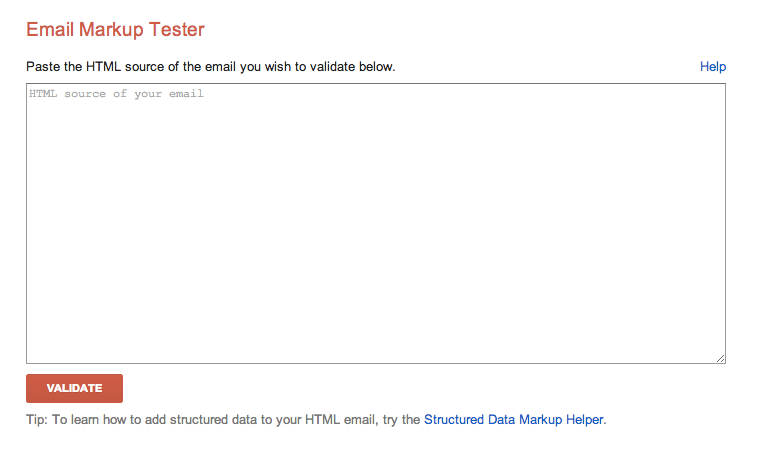 Email Markup Tester
Paste the HTML source of the email you wish to validate below. Help
HTML source of your email
VALIDATE
Tip: To learn how to add structured data to your HTML email, try the Structured Data Markup Helper.